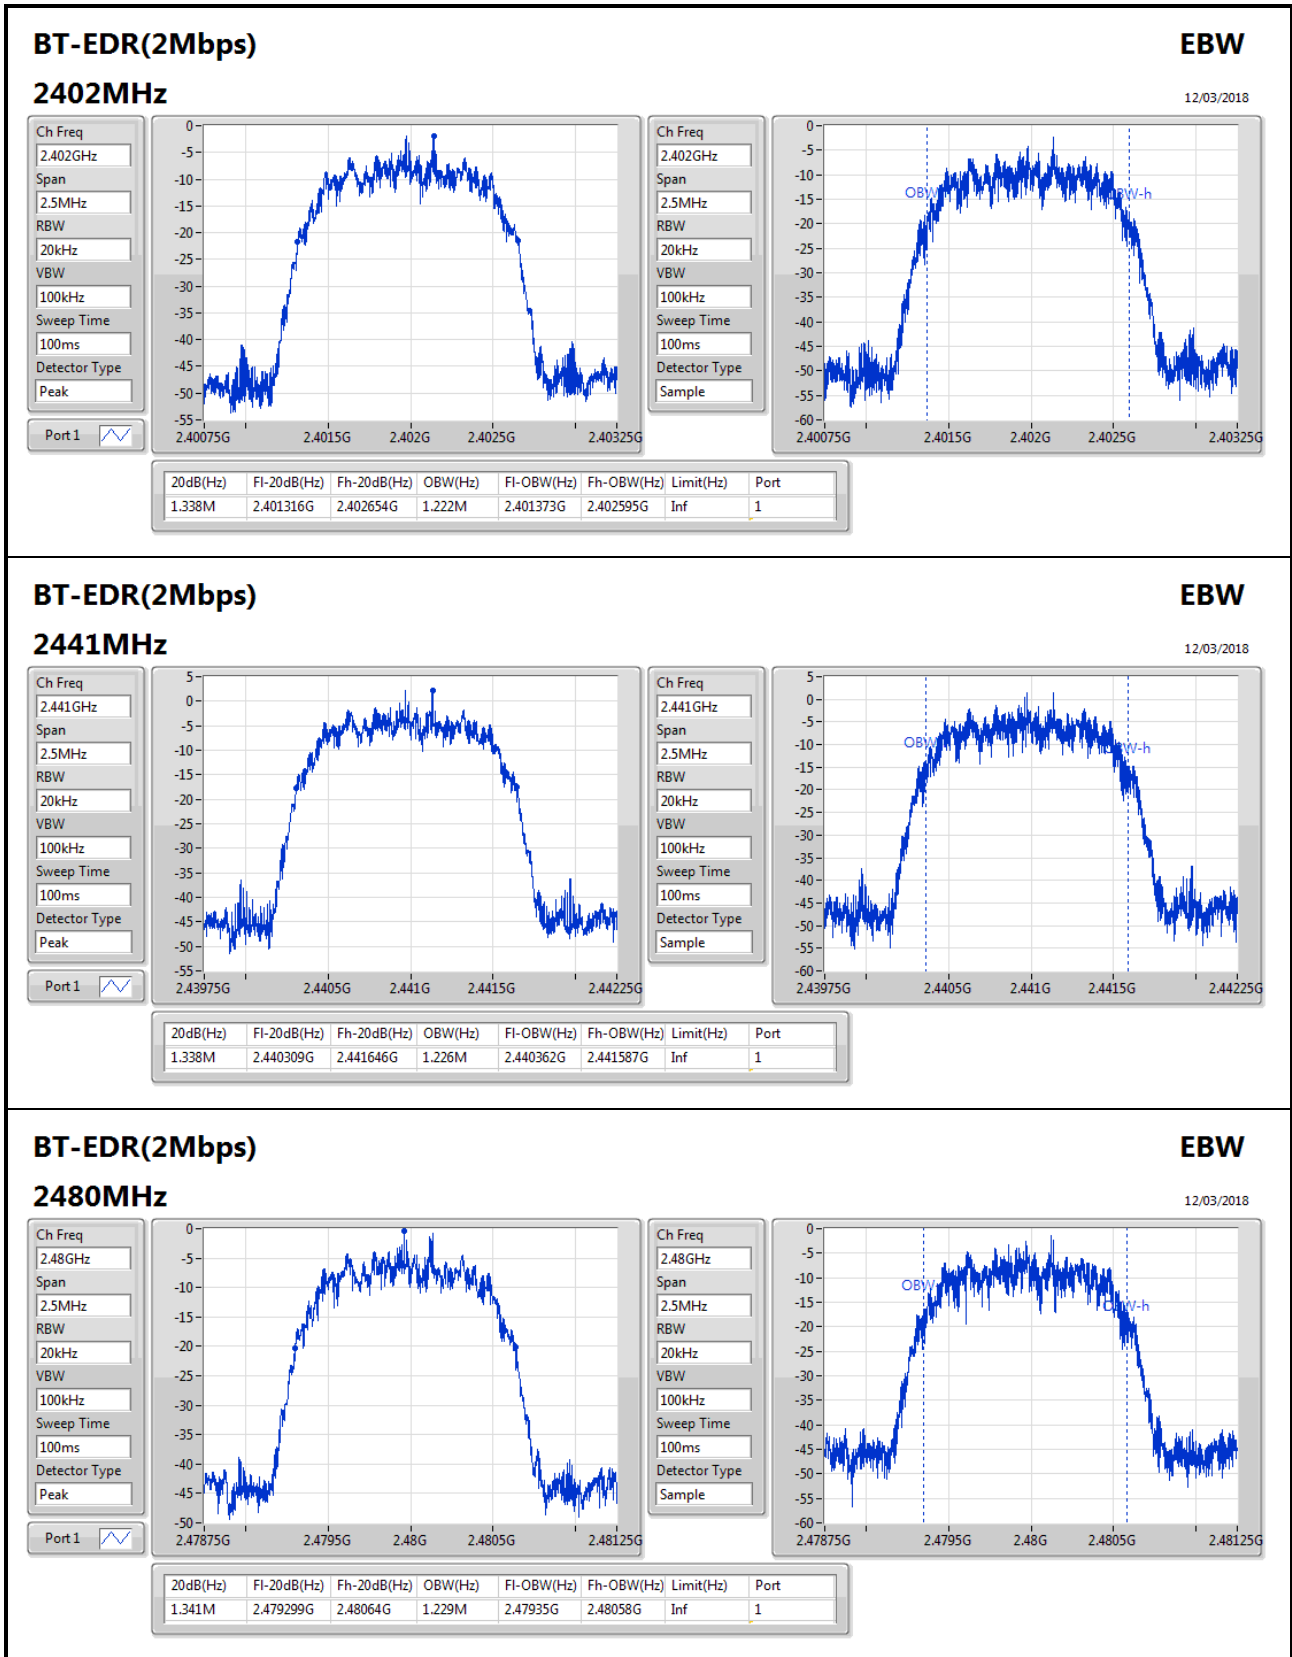 BT-EDR(2Mbps) EBW
2402MHz 12/03/2018
Ch Freq
2.402GHz
Span
2.5MHz
RBW
20kHz
VBW
100kHz
Sweep Time
100ms
Detector Type
Peak
Port 1
0
-5
-10
-15
-20
-25
-30
-35
-40
-45
-50
-55
2.40075G 2.4015G 2.402G 2.4025G 2.40325G
Ch Freq
2.402GHz
Span
2.5MHz
RBW
20kHz
VBW
100kHz
Sweep Time
100ms
Detector Type
Sample
0
-5
-10
-15
-20
-25
-30
-35
-40
-45
-50
-55
-60
OBW OBW-h
2.40075G 2.4015G 2.402G 2.4025G 2.40325G
20dB(Hz) Fl-20dB(Hz) Fh-20dB(Hz) OBW(Hz) Fl-OBW(Hz) Fh-OBW(Hz) Limit(Hz) Port
1.338M 2.401316G 2.402654G 1.222M 2.401373G 2.402595G Inf 1
BT-EDR(2Mbps) EBW
2441MHz 12/03/2018
Ch Freq
2.441GHz
Span
2.5MHz
RBW
20kHz
VBW
100kHz
Sweep Time
100ms
Detector Type
Peak
Port 1
5
0
-5
-10
-15
-20
-25
-30
-35
-40
-45
-50
-55
2.43975G 2.4405G 2.441G 2.4415G 2.44225G
Ch Freq
2.441GHz
Span
2.5MHz
RBW
20kHz
VBW
100kHz
Sweep Time
100ms
Detector Type
Sample
5
0
-5
-10
-15
-20
-25
-30
-35
-40
-45
-50
-55
-60
OBW OBW-h
2.43975G 2.4405G 2.441G 2.4415G 2.44225G
20dB(Hz) Fl-20dB(Hz) Fh-20dB(Hz) OBW(Hz) Fl-OBW(Hz) Fh-OBW(Hz) Limit(Hz) Port
1.338M 2.440309G 2.441646G 1.226M 2.440362G 2.441587G Inf 1
BT-EDR(2Mbps) EBW
2480MHz 12/03/2018
Ch Freq
2.48GHz
Span
2.5MHz
RBW
20kHz
VBW
100kHz
Sweep Time
100ms
Detector Type
Peak
Port 1
0
-5
-10
-15
-20
-25
-30
-35
-40
-45
-50
2.47875G 2.4795G 2.48G 2.4805G 2.48125G
Ch Freq
2.48GHz
Span
2.5MHz
RBW
20kHz
VBW
100kHz
Sweep Time
100ms
Detector Type
Sample
0
-5
-10
-15
-20
-25
-30
-35
-40
-45
-50
-55
-60
OBW OBW-h
2.47875G 2.4795G 2.48G 2.4805G 2.48125G
20dB(Hz) Fl-20dB(Hz) Fh-20dB(Hz) OBW(Hz) Fl-OBW(Hz) Fh-OBW(Hz) Limit(Hz) Port
1.341M 2.479299G 2.48064G 1.229M 2.47935G 2.48058G Inf 1